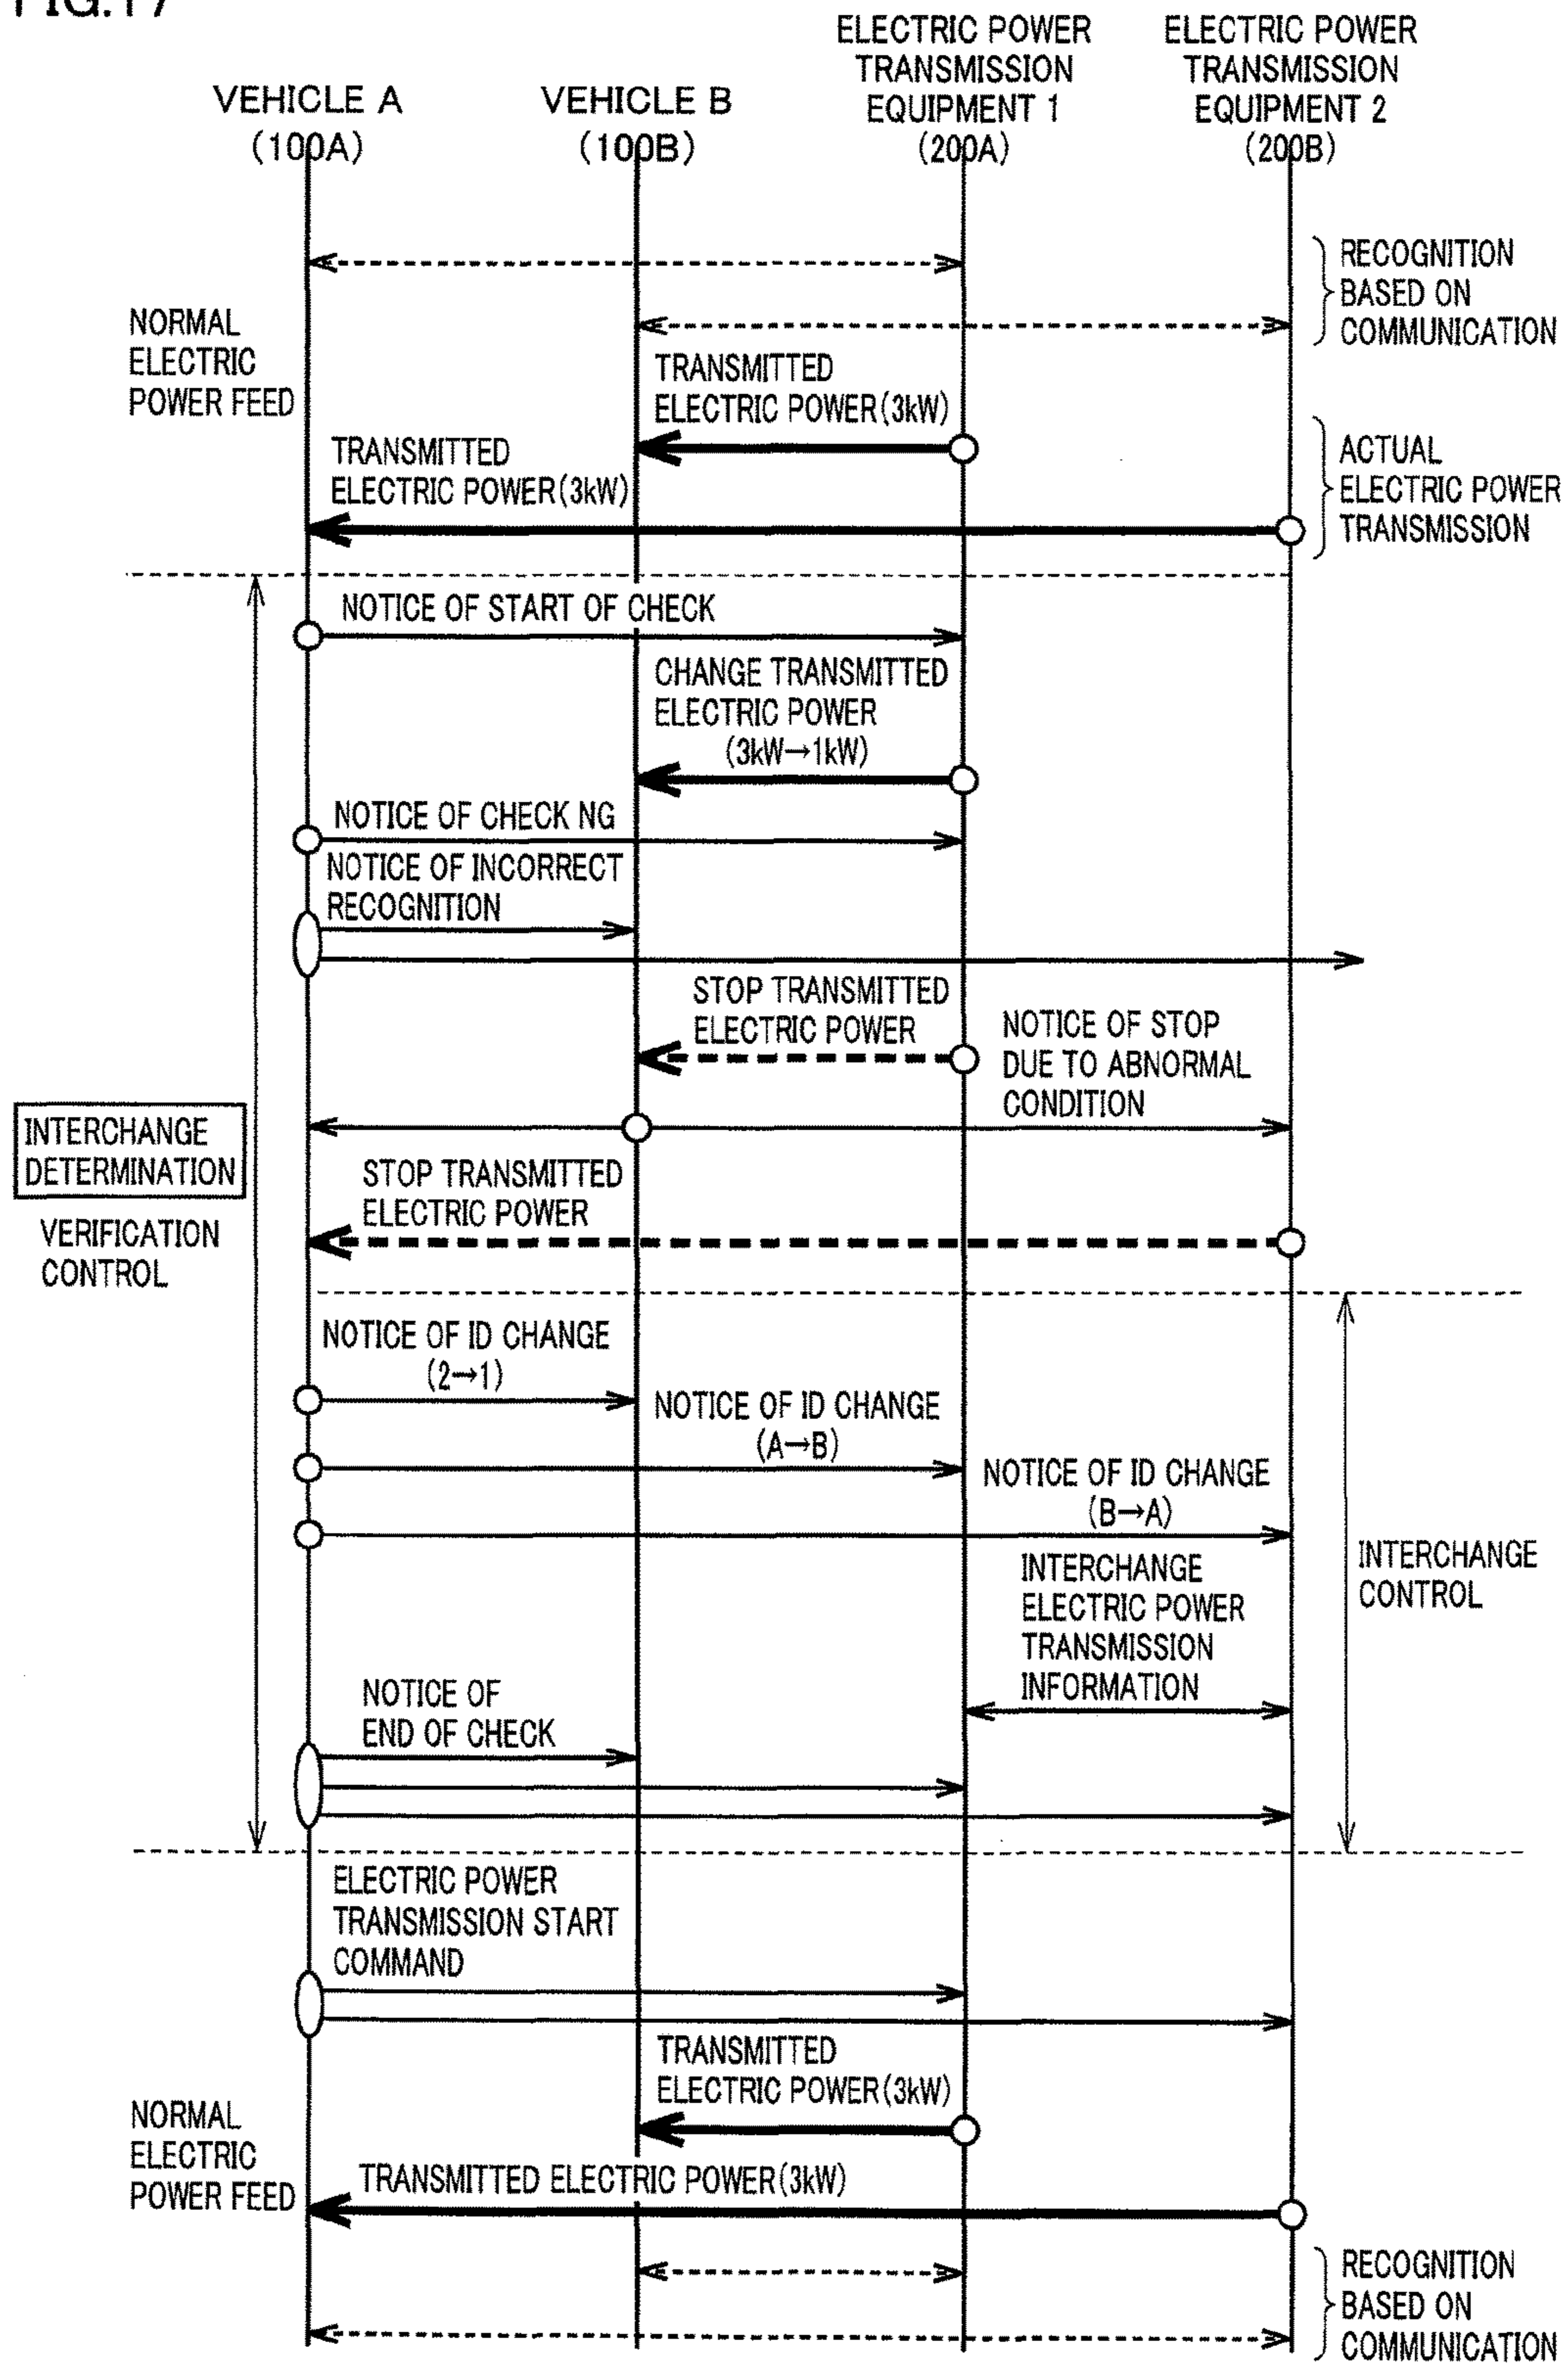 FIG.17
VEHICLE A
(100A)
VEHICLE B
(100B)
ELECTRIC POWER
TRANSMISSION
EQUIPMENT 1
(200A)
ELECTRIC POWER
TRANSMISSION
EQUIPMENT 2
(200B)
RECOGNITION
BASED ON
COMMUNICATION
NORMAL
ELECTRIC
POWER FEED
TRANSMITTED
ELECTRIC POWER(3kW)
TRANSMITTED
ELECTRIC POWER(3kW)
ACTUAL
ELECTRIC POWER
TRANSMISSION
NOTICE OF START OF CHECK
CHANGE TRANSMITTED
ELECTRIC POWER
(3kW→1kW)
NOTICE OF CHECK NG
NOTICE OF INCORRECT
RECOGNITION
STOP TRANSMITTED
ELECTRIC POWER
NOTICE OF STOP
DUE TO ABNORMAL
CONDITION
INTERCHANGE
DETERMINATION
VERIFICATION
CONTROL
STOP TRANSMITTED
ELECTRIC POWER
NOTICE OF ID CHANGE
(2→1)
NOTICE OF ID CHANGE
(A→B)
NOTICE OF ID CHANGE
(B→A)
INTERCHANGE
ELECTRIC POWER
TRANSMISSION
INFORMATION
INTERCHANGE
CONTROL
NOTICE OF
END OF CHECK
ELECTRIC POWER
TRANSMISSION START
COMMAND
TRANSMITTED
ELECTRIC POWER(3kW)
NORMAL
ELECTRIC
POWER FEED
TRANSMITTED ELECTRIC POWER(3kW)
RECOGNITION
BASED ON
COMMUNICATION